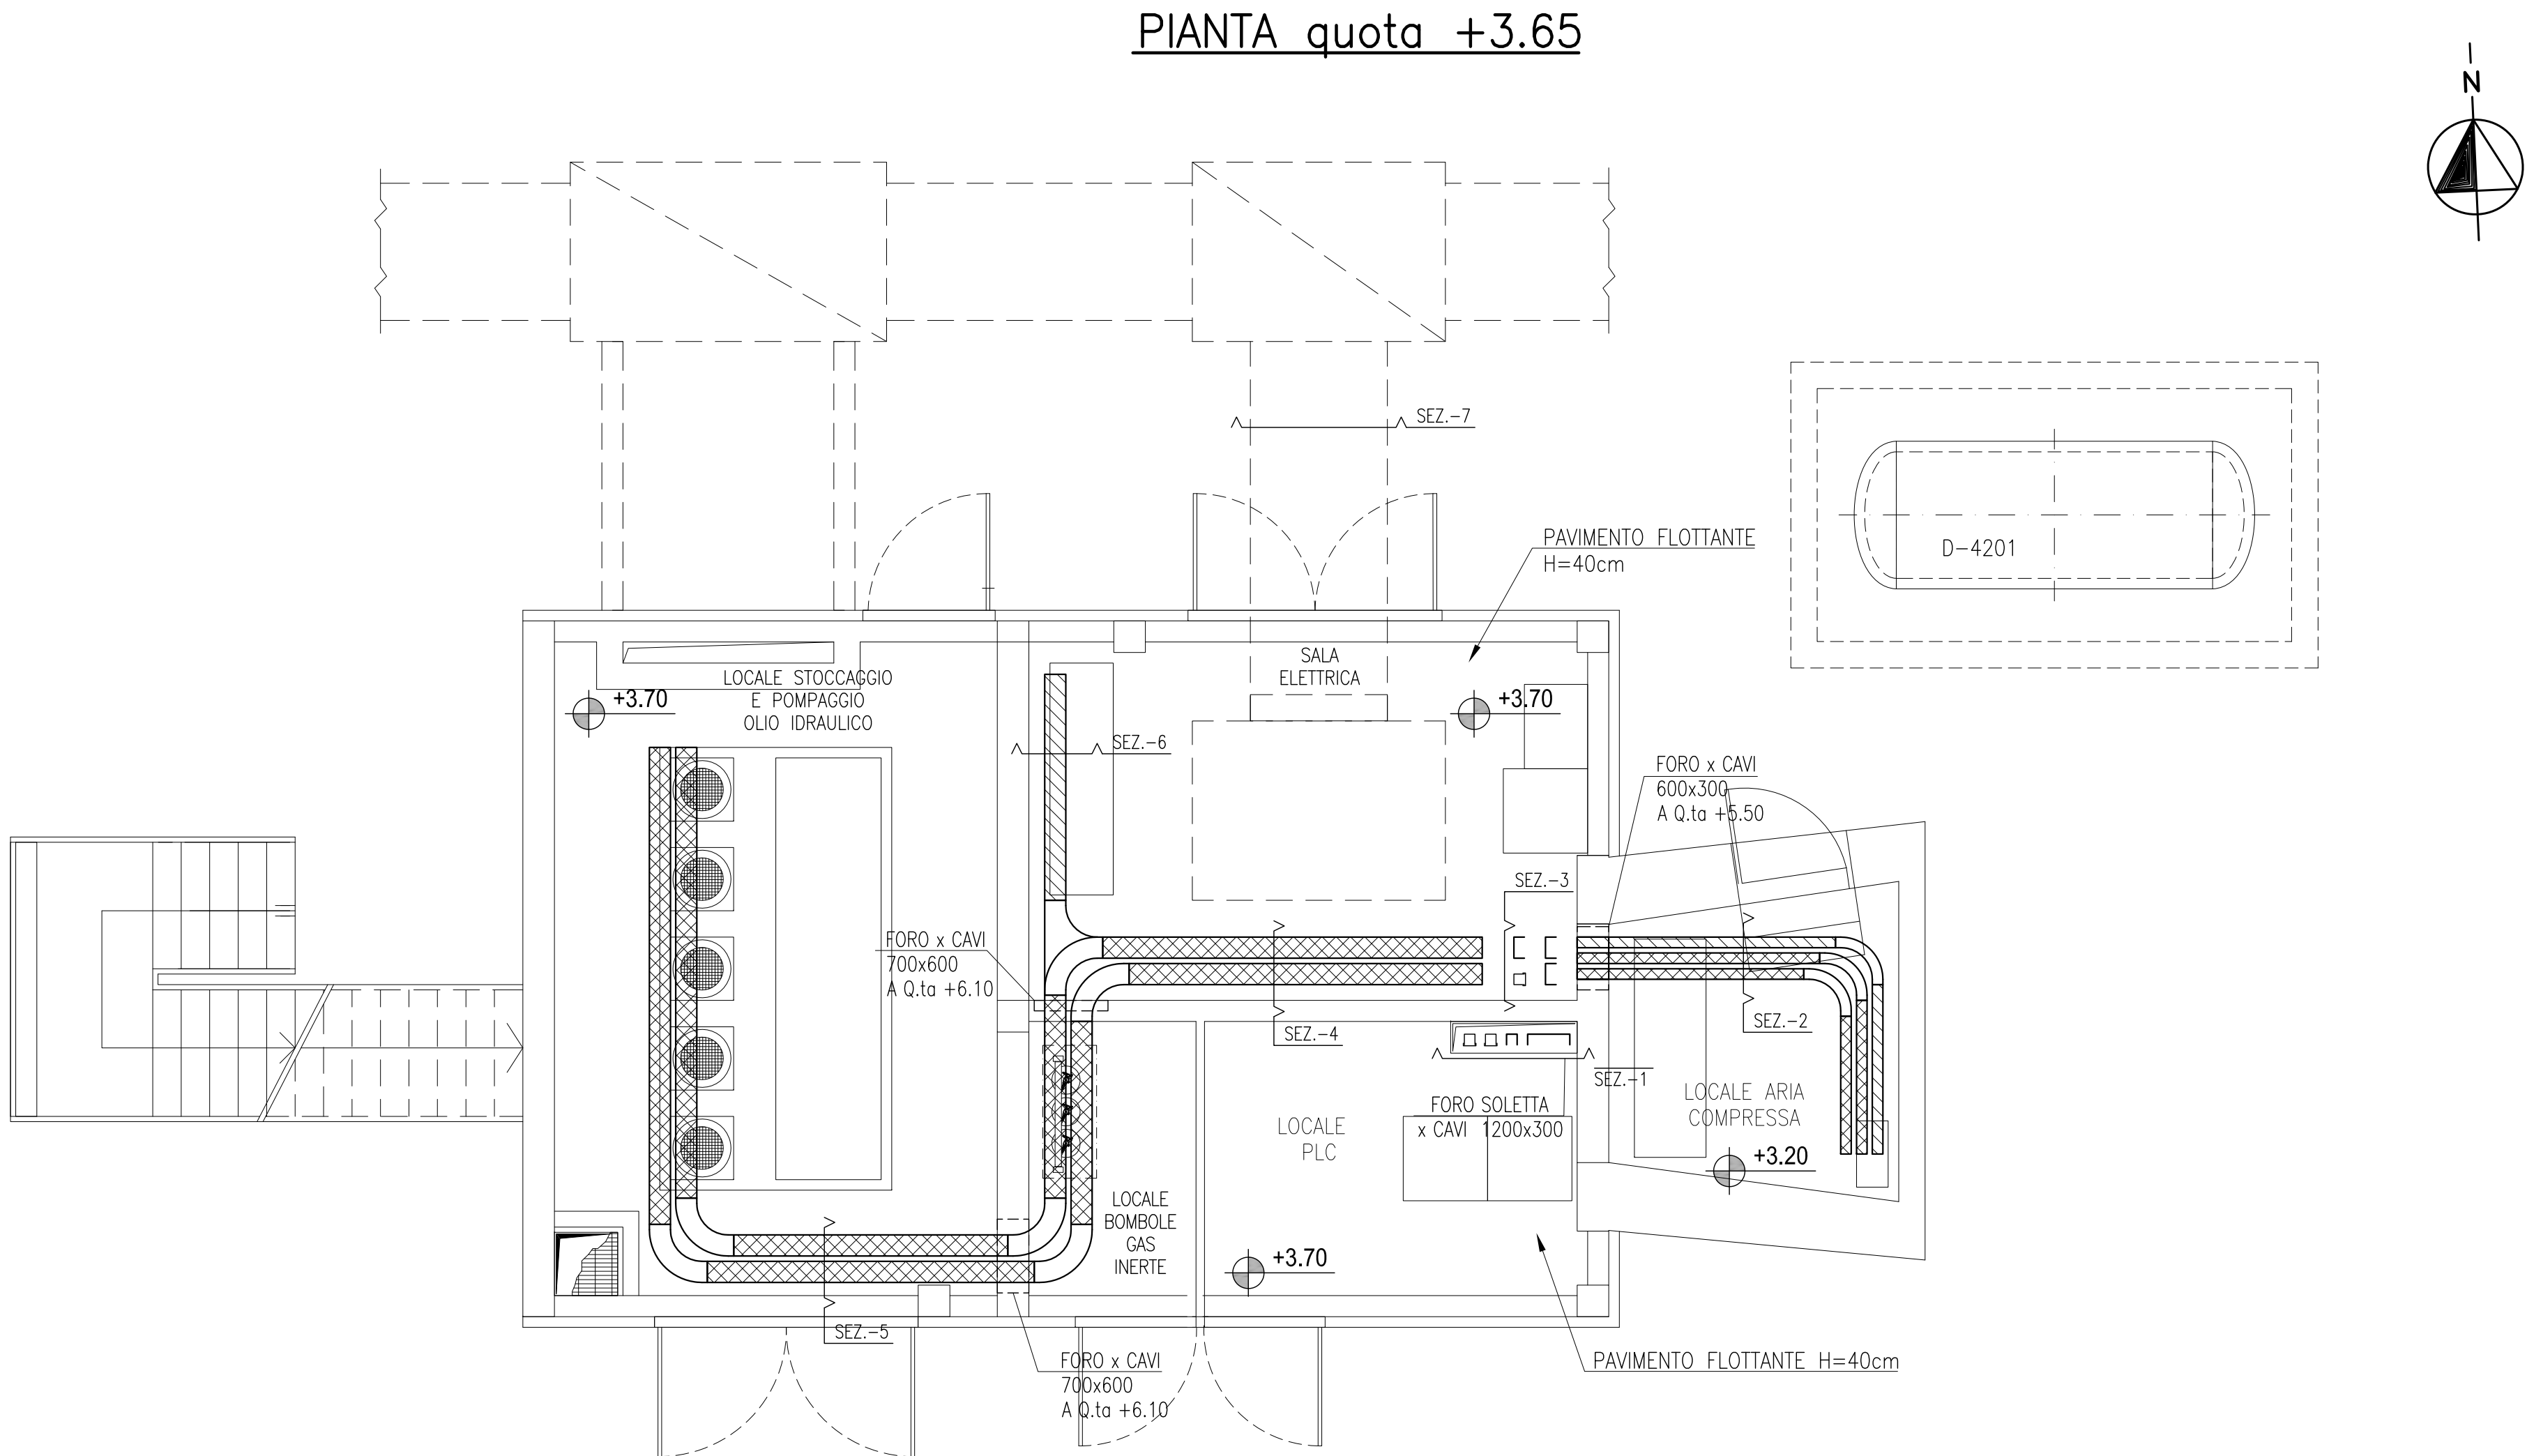 PIANTA quota +3.65
N
SEZ.-7
PAVIMENTO FLOTTANTE
H=40cm
D-4201
LOCALE STOCCAGGIO
E POMPAGGIO
OLIO IDRAULICO
+3.70
SALA
ELETTRICA
+3.70
SEZ.-6
FORO x CAVI
600x300
A Q.ta +5.50
SEZ.-3
FORO x CAVI
700x600
A Q.ta +6.10
SEZ.-4
SEZ.-2
SEZ.-1
LOCALE ARIA
COMPRESSA
+3.20
FORO SOLETTA
x CAVI 1200x300
LOCALE
PLC
LOCALE
BOMBOLE
GAS
INERTE
+3.70
SEZ.-5
FORO x CAVI
700x600
A Q.ta +6.10
PAVIMENTO FLOTTANTE H=40cm